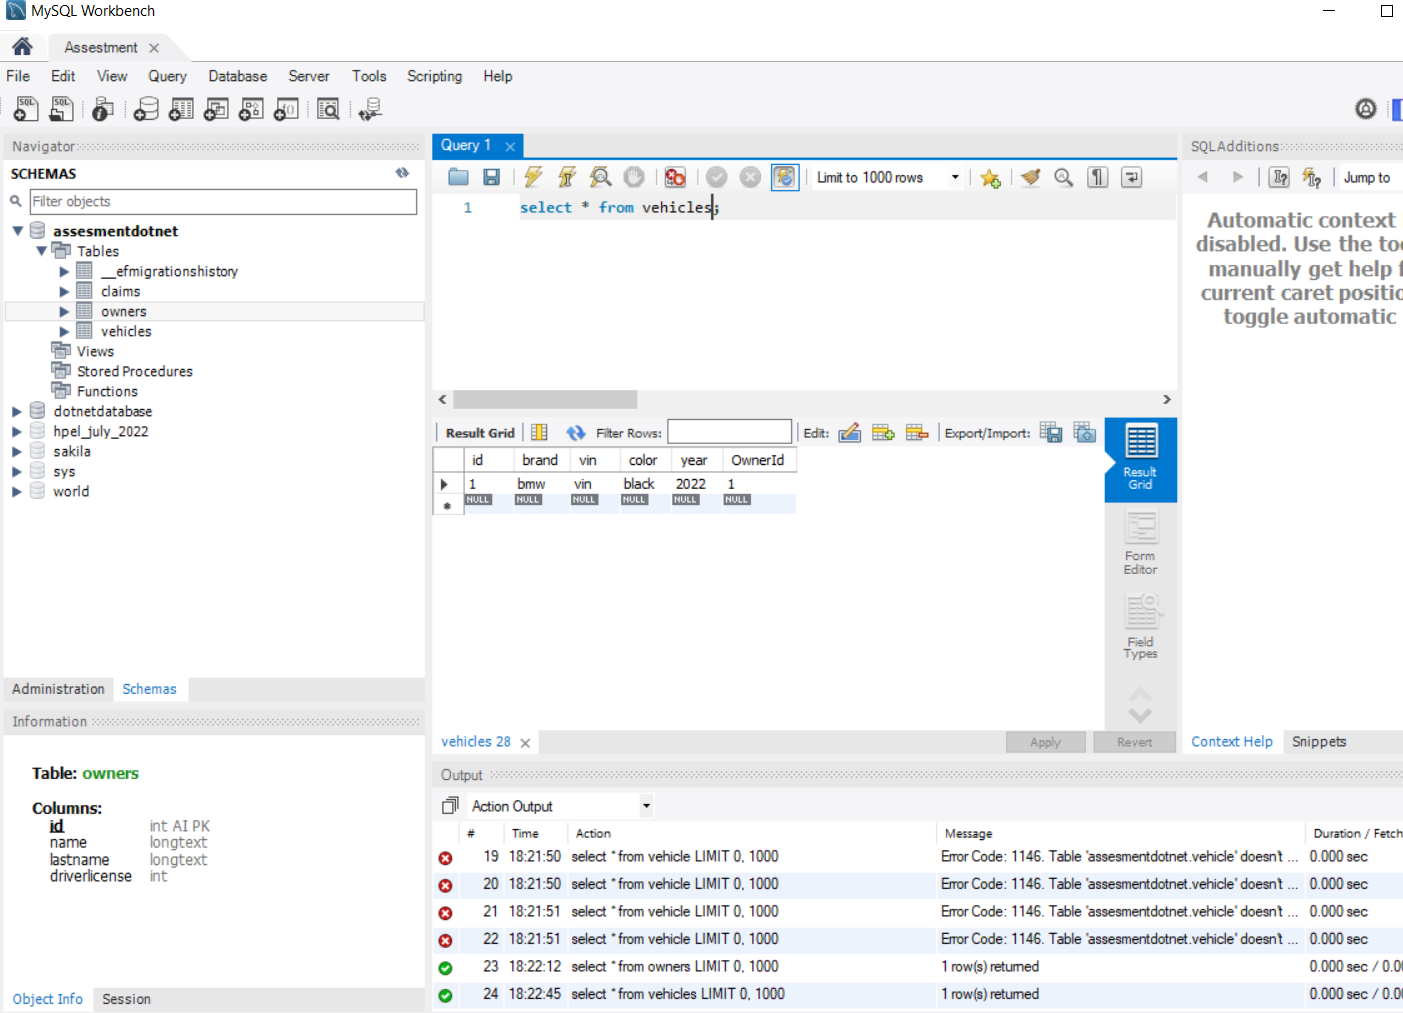 MySQL Workbench
Assestment
File Edit View Query Database Server Tools Scripting Help
Navigator
SCHEMAS
Filter objects
assesmentdotnet
Tables
__efmigrationshistory
claims
owners
vehicles
Views
Stored Procedures
Functions
dotnetdatabase
hpel_july_2022
sakila
sys
world
Administration Schemas
Information
Table: owners
Columns:
id int AI PK
name longtext
lastname longtext
driverlicense int
Object Info Session
Query 1
Limit to 1000 rows
1 select * from vehicles;
Result Grid Filter Rows: Edit: Export/Import:
id brand vin color year OwnerId
1 bmw vin black 2022 1
NULL NULL NULL NULL NULL NULL
Result
Grid
Form
Editor
Field
Types
vehicles 28 Apply Revert
SQLAdditions
Jump to
Automatic context
disabled. Use the too
manually get help f
current caret positio
toggle automatic
Context Help Snippets
Output
Action Output
# Time Action Message Duration / Fetch
19 18:21:50 select * from vehicle LIMIT 0, 1000 Error Code: 1146. Table 'assesmentdotnet.vehicle' doesn't ... 0.000 sec
20 18:21:50 select * from vehicle LIMIT 0, 1000 Error Code: 1146. Table 'assesmentdotnet.vehicle' doesn't ... 0.000 sec
21 18:21:51 select * from vehicle LIMIT 0, 1000 Error Code: 1146. Table 'assesmentdotnet.vehicle' doesn't ... 0.000 sec
22 18:21:51 select * from vehicle LIMIT 0, 1000 Error Code: 1146. Table 'assesmentdotnet.vehicle' doesn't ... 0.000 sec
23 18:22:12 select * from owners LIMIT 0, 1000 1 row(s) returned 0.000 sec / 0.00
24 18:22:45 select * from vehicles LIMIT 0, 1000 1 row(s) returned 0.000 sec / 0.00